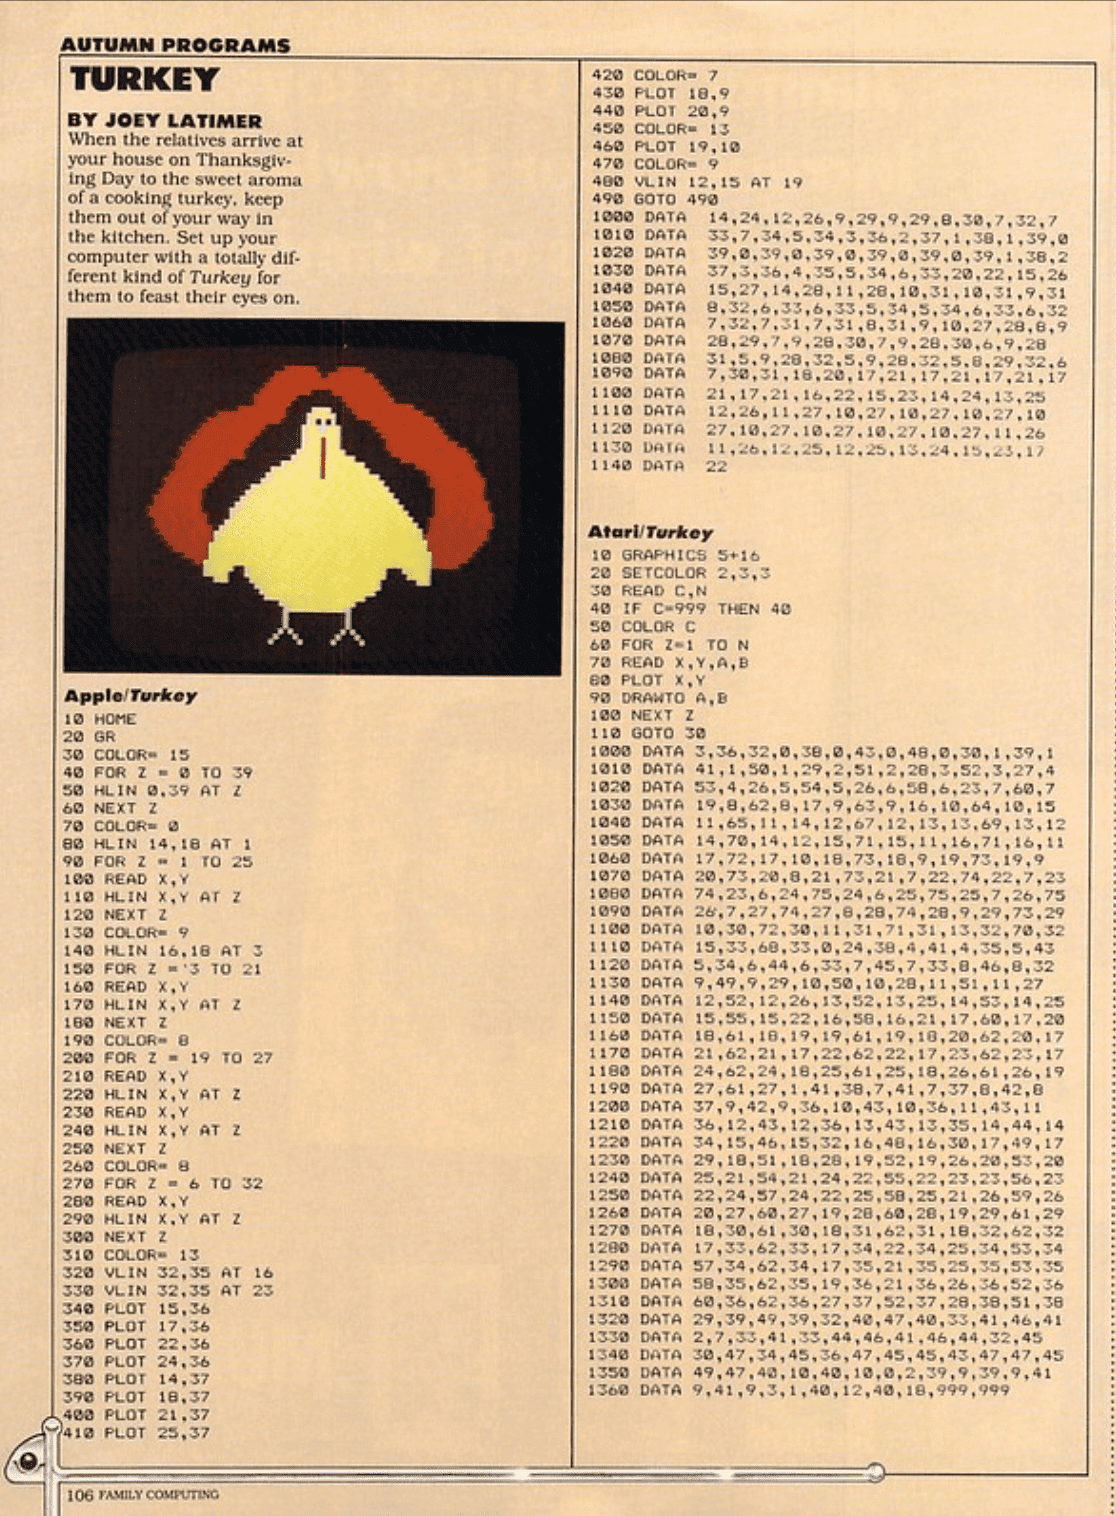 AUTUMN PROGRAMS
TURKEY
BY JOEY LATIMER
When the relatives arrive at
your house on Thanksgiv-
ing Day to the sweet aroma
of a cooking turkey, keep
them out of your way in
the kitchen. Set up your
computer with a totally dif-
ferent kind of Turkey for
them to feast their eyes on.
Apple/Turkey
10 HOME
20 GR
30 COLOR= 15
40 FOR Z = 0 TO 39
50 HLIN 0,39 AT Z
60 NEXT Z
70 COLOR= 0
80 HLIN 14,18 AT 1
90 FOR Z = 1 TO 25
100 READ X,Y
110 HLIN X,Y AT Z
120 NEXT Z
130 COLOR= 9
140 HLIN 16,18 AT 3
150 FOR Z = 3 TO 21
160 READ X,Y
170 HLIN X,Y AT Z
180 NEXT Z
190 COLOR= 8
200 FOR Z = 19 TO 27
210 READ X,Y
220 HLIN X,Y AT Z
230 READ X,Y
240 HLIN X,Y AT Z
250 NEXT Z
260 COLOR= 8
270 FOR Z = 6 TO 32
280 READ X,Y
290 HLIN X,Y AT Z
300 NEXT Z
310 COLOR= 13
320 VLIN 32,35 AT 16
330 VLIN 32,35 AT 23
340 PLOT 15,36
350 PLOT 17,36
360 PLOT 22,36
370 PLOT 24,36
380 PLOT 14,37
390 PLOT 18,37
400 PLOT 21,37
410 PLOT 25,37
420 COLOR= 7
430 PLOT 18,9
440 PLOT 20,9
450 COLOR= 13
460 PLOT 19,10
470 COLOR= 9
480 VLIN 12,15 AT 19
490 GOTO 490
1000 DATA 14,24,12,26,9,29,9,29,8,30,7,32,7
1010 DATA 33,7,34,5,34,3,36,2,37,1,38,1,39,0
1020 DATA 39,0,39,0,39,0,39,0,39,0,39,1,38,2
1030 DATA 37,3,36,4,35,5,34,6,33,20,22,15,26
1040 DATA 15,27,14,28,11,28,10,31,10,31,9,31
1050 DATA 8,32,6,33,6,33,5,34,5,34,6,33,6,32
1060 DATA 7,32,7,31,7,31,8,31,9,10,27,28,8,9
1070 DATA 28,29,7,9,28,30,7,9,28,30,6,9,28
1080 DATA 31,5,9,28,32,5,9,28,32,5,8,29,32,6
1090 DATA 7,30,31,18,20,17,21,17,21,17,21,17
1100 DATA 21,17,21,16,22,15,23,14,24,13,25
1110 DATA 12,26,11,27,10,27,10,27,10,27,10
1120 DATA 27,10,27,10,27,10,27,10,27,11,26
1130 DATA 11,26,12,25,12,25,13,24,15,23,17
1140 DATA 22
Atari/Turkey
10 GRAPHICS 5+16
20 SETCOLOR 2,3,3
30 READ C,N
40 IF C=999 THEN 40
50 COLOR C
60 FOR Z=1 TO N
70 READ X,Y,A,B
80 PLOT X,Y
90 DRAWTO A,B
100 NEXT Z
110 GOTO 30
1000 DATA 3,36,32,0,38,0,43,0,48,0,30,1,39,1
1010 DATA 41,1,50,1,29,2,51,2,28,3,52,3,27,4
1020 DATA 53,4,26,5,54,5,26,6,58,6,23,7,60,7
1030 DATA 19,8,62,8,17,9,63,9,16,10,64,10,15
1040 DATA 11,65,11,14,12,67,12,13,13,69,13,12
1050 DATA 14,70,14,12,15,71,15,11,16,71,16,11
1060 DATA 17,72,17,10,18,73,18,9,19,73,19,9
1070 DATA 20,73,20,8,21,73,21,7,22,74,22,7,23
1080 DATA 74,23,6,24,75,24,6,25,75,25,7,26,75
1090 DATA 26,7,27,74,27,8,28,74,28,9,29,73,29
1100 DATA 10,30,72,30,11,31,71,31,13,32,70,32
1110 DATA 15,33,68,33,0,24,38,4,41,4,35,5,43
1120 DATA 5,34,6,44,6,33,7,45,7,33,8,46,8,32
1130 DATA 9,49,9,29,10,50,10,28,11,51,11,27
1140 DATA 12,52,12,26,13,52,13,25,14,53,14,25
1150 DATA 15,55,15,22,16,58,16,21,17,60,17,20
1160 DATA 18,61,18,19,19,61,19,18,20,62,20,17
1170 DATA 21,62,21,17,22,62,22,17,23,62,23,17
1180 DATA 24,62,24,18,25,61,25,18,26,61,26,19
1190 DATA 27,61,27,1,41,38,7,41,7,37,8,42,8
1200 DATA 37,9,42,9,36,10,43,10,36,11,43,11
1210 DATA 36,12,43,12,36,13,43,13,35,14,44,14
1220 DATA 34,15,46,15,32,16,48,16,30,17,49,17
1230 DATA 29,18,51,18,28,19,52,19,26,20,53,20
1240 DATA 25,21,54,21,24,22,55,22,23,23,56,23
1250 DATA 22,24,57,24,22,25,58,25,21,26,59,26
1260 DATA 20,27,60,27,19,28,60,28,19,29,61,29
1270 DATA 18,30,61,30,18,31,62,31,18,32,62,32
1280 DATA 17,33,62,33,17,34,22,34,25,34,53,34
1290 DATA 57,34,62,34,17,35,21,35,25,35,53,35
1300 DATA 58,35,62,35,19,36,21,36,26,36,52,36
1310 DATA 60,36,62,36,27,37,52,37,28,38,51,38
1320 DATA 29,39,49,39,32,40,47,40,33,41,46,41
1330 DATA 2,7,33,41,33,44,46,41,46,44,32,45
1340 DATA 30,47,34,45,36,47,45,45,43,47,47,45
1350 DATA 49,47,40,10,40,10,0,2,39,9,39,9,41
1360 DATA 9,41,9,3,1,40,12,40,18,999,999
106 FAMILY COMPUTING